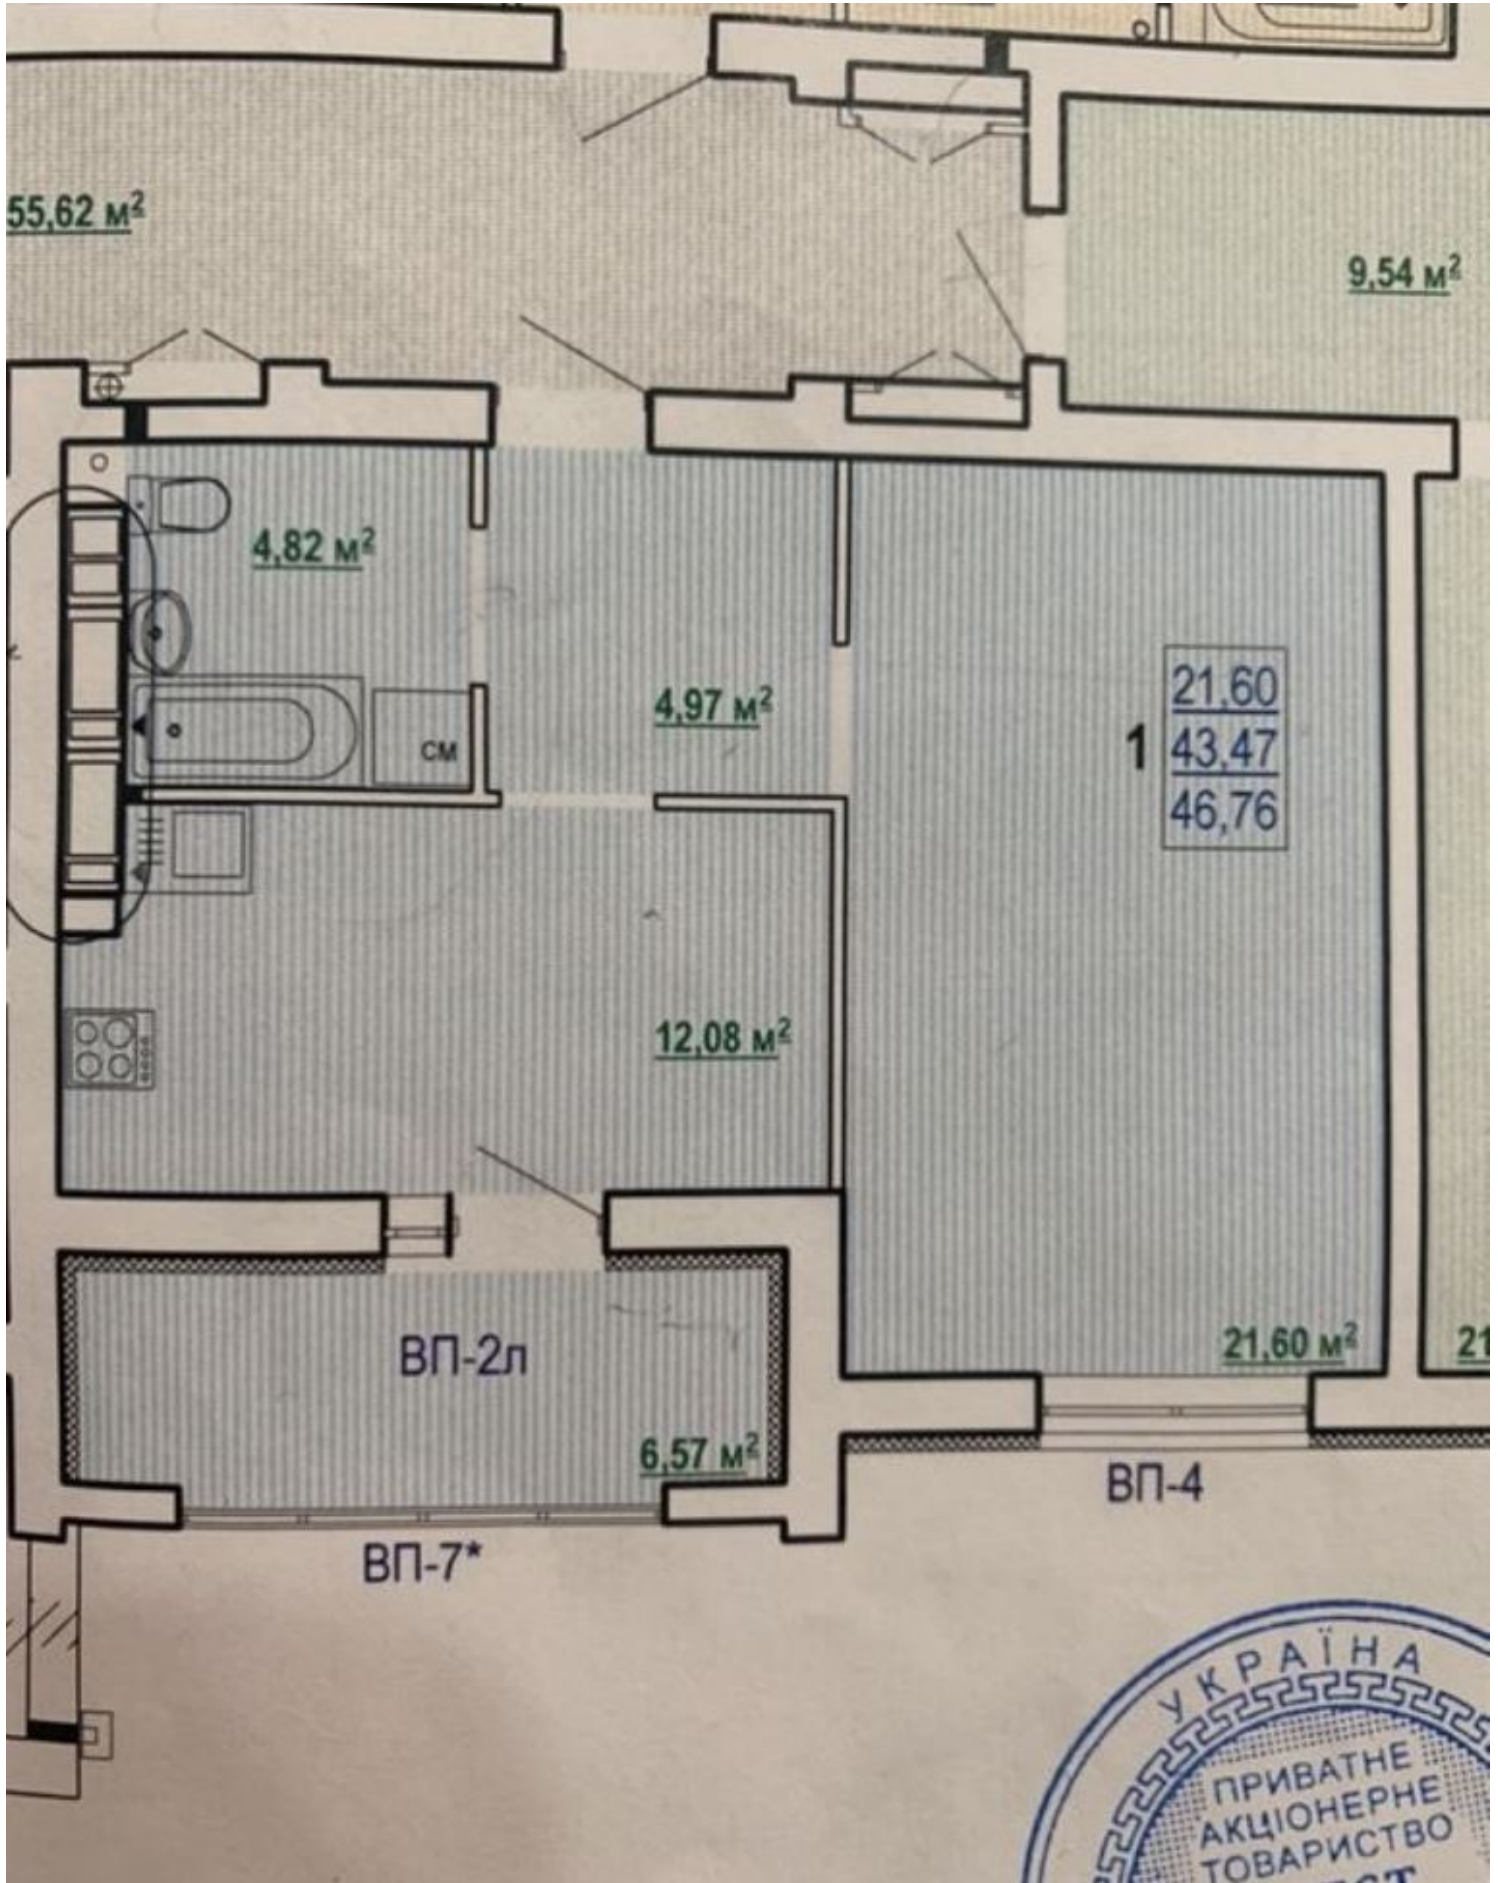 55,62 м²
9,54 м²
4,82 м²
4,97 м²
СМ
21,60
1 43,47
46,76
12,08 м²
21,60 м²
21
ВП-2л
6,57 м²
ВП-4
ВП-7*
УКРАЇНА
ПРИВАТНЕ
АКЦІОНЕРНЕ
ТОВАРИСТВО